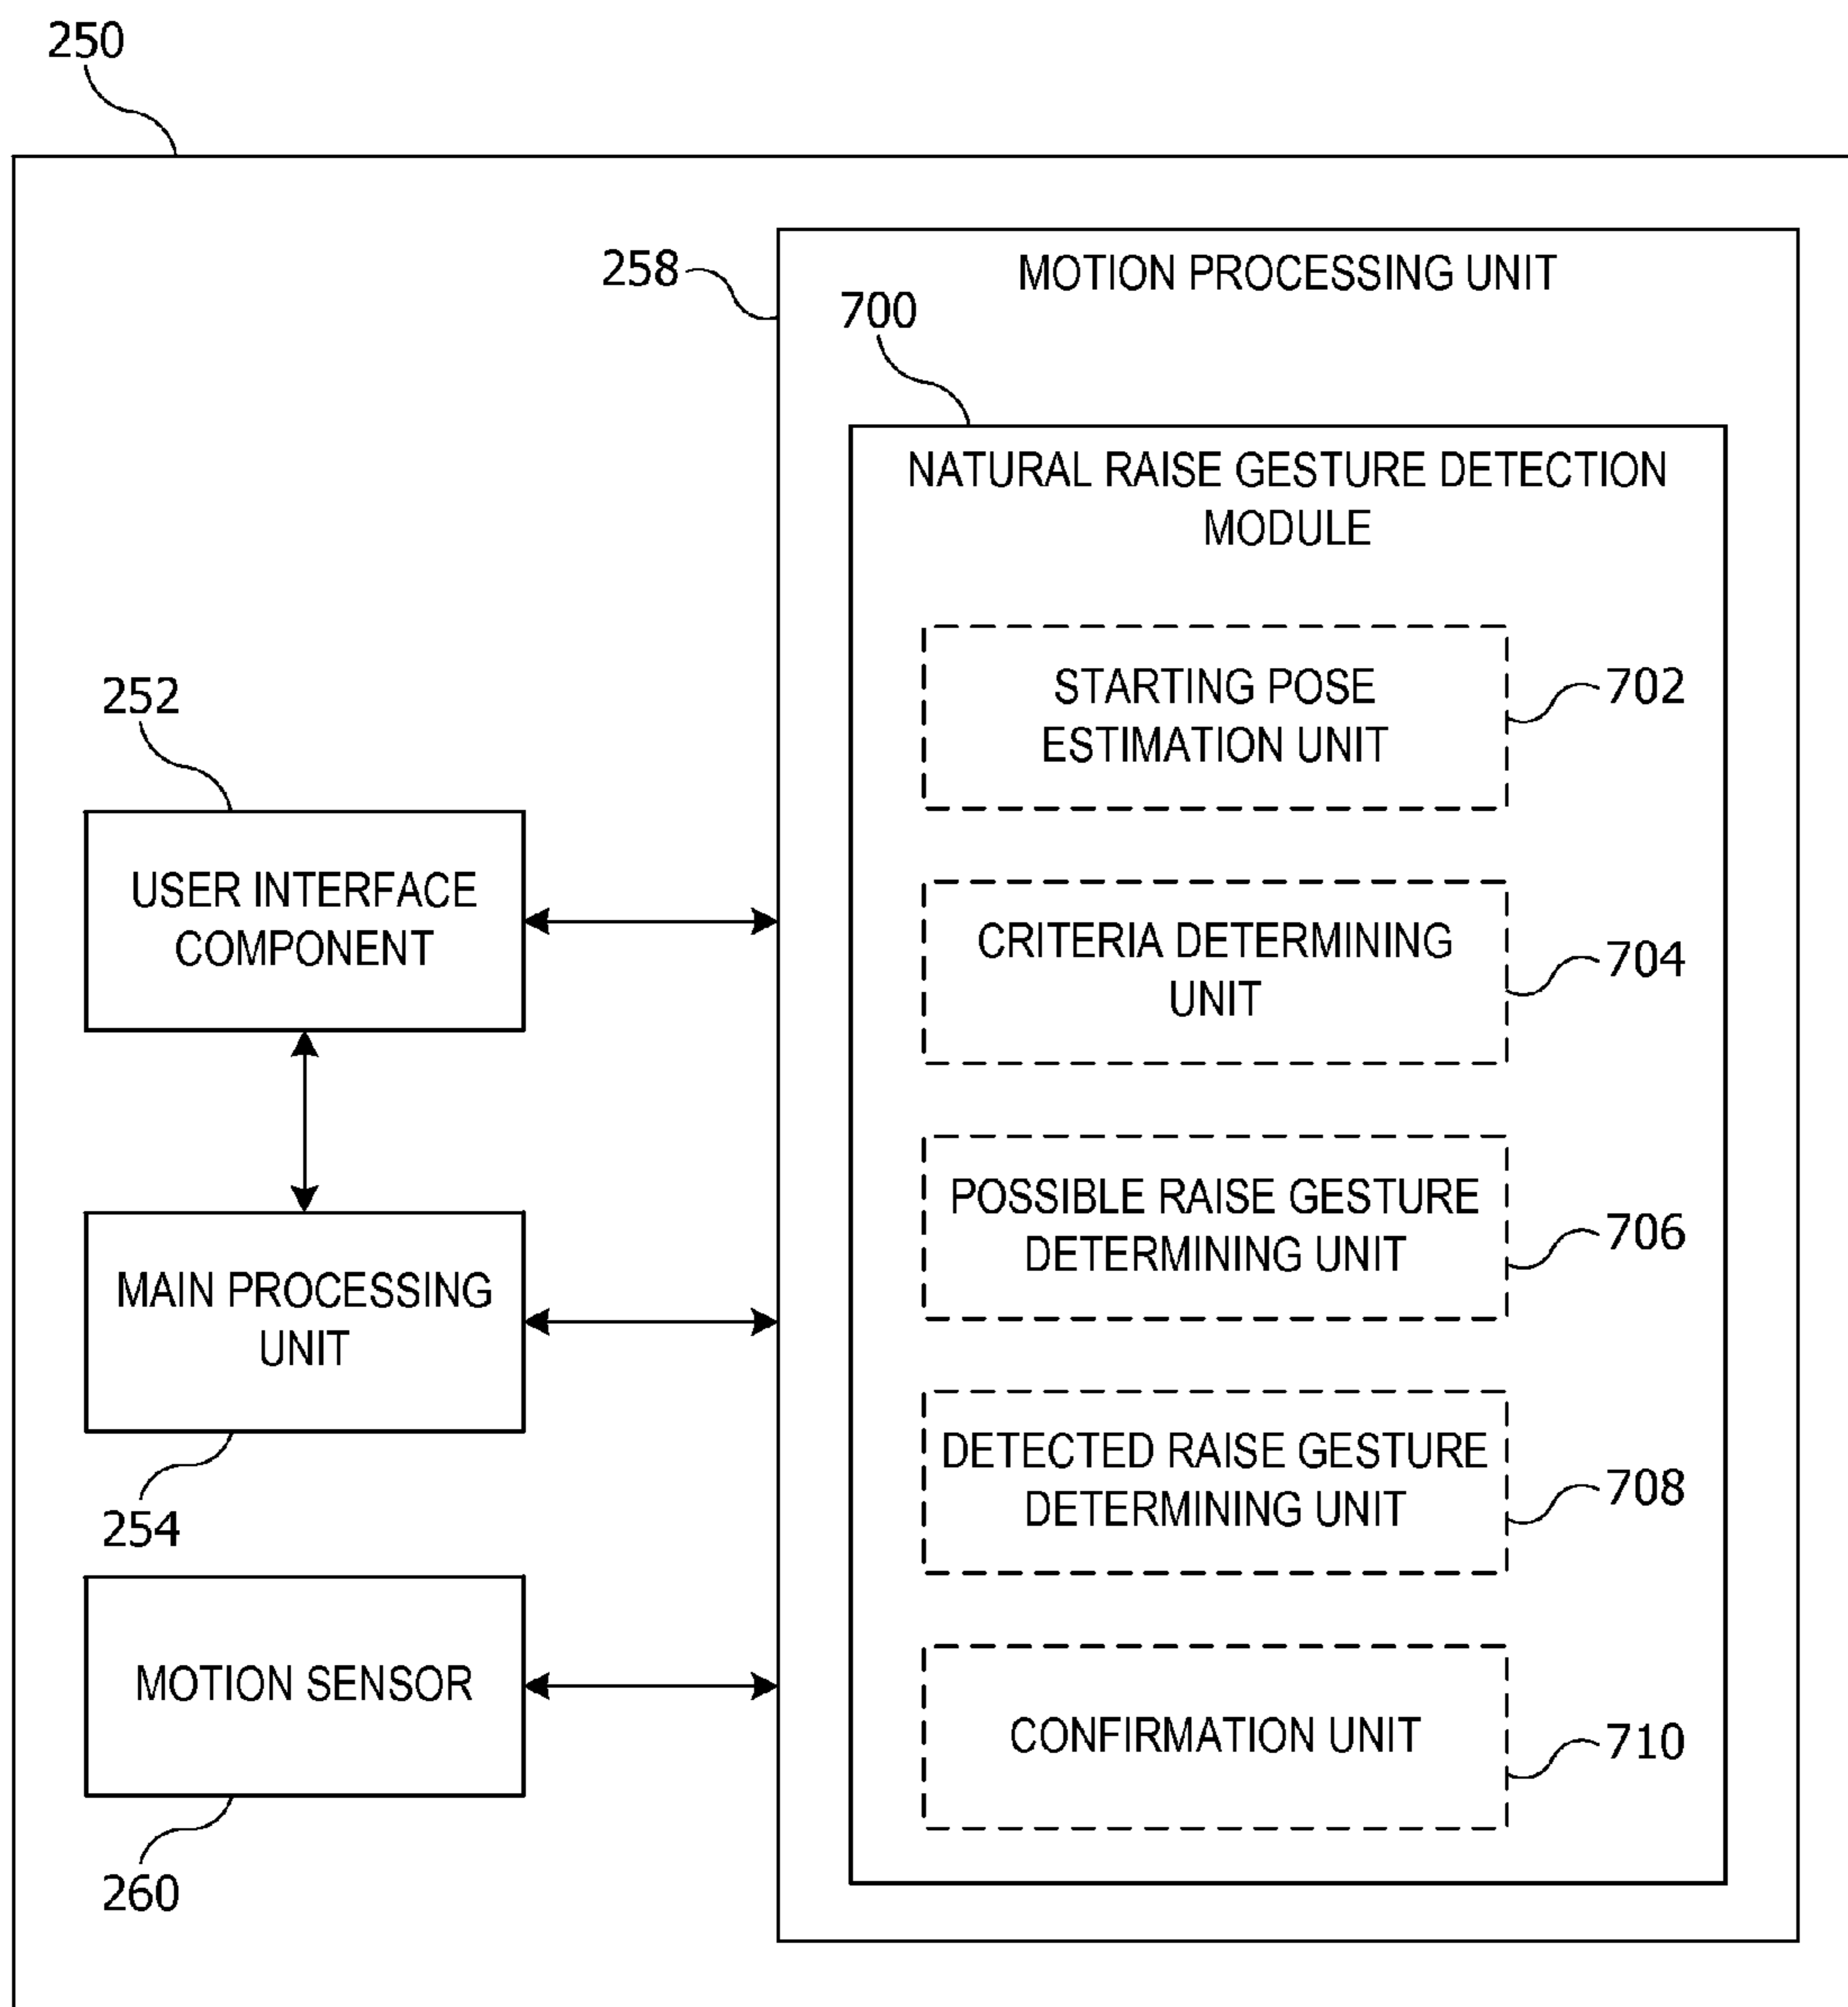 250
258
MOTION PROCESSING UNIT
700
NATURAL RAISE GESTURE DETECTION
MODULE
STARTING POSE
ESTIMATION UNIT
702
252
USER INTERFACE
COMPONENT
CRITERIA DETERMINING
UNIT
704
POSSIBLE RAISE GESTURE
DETERMINING UNIT
706
MAIN PROCESSING
UNIT
254
DETECTED RAISE GESTURE
DETERMINING UNIT
708
MOTION SENSOR
260
CONFIRMATION UNIT
710